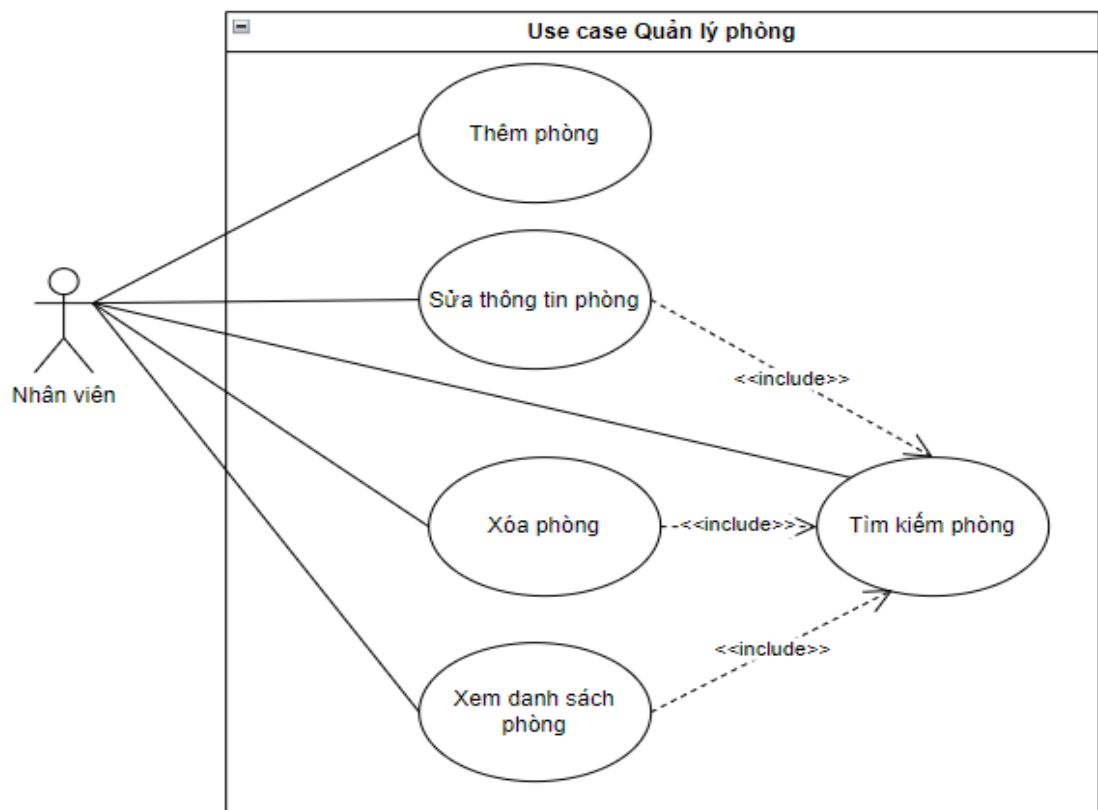 Use case Quản lý phòng
Thêm phòng
Sửa thông tin phòng
Nhân viên
<<include>>
Xóa phòng
<<include>>
Tìm kiếm phòng
<<include>>
Xem danh sách
phòng